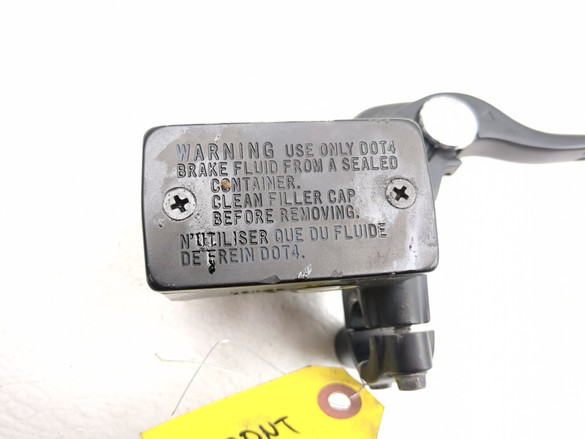 WARNING USE ONLY DOT4
BRAKE FLUID FROM A SEALED
CONTAINER.
CLEAN FILLER CAP
BEFORE REMOVING.
N'UTILISER QUE DU FLUIDE
DE FREIN DOT4.